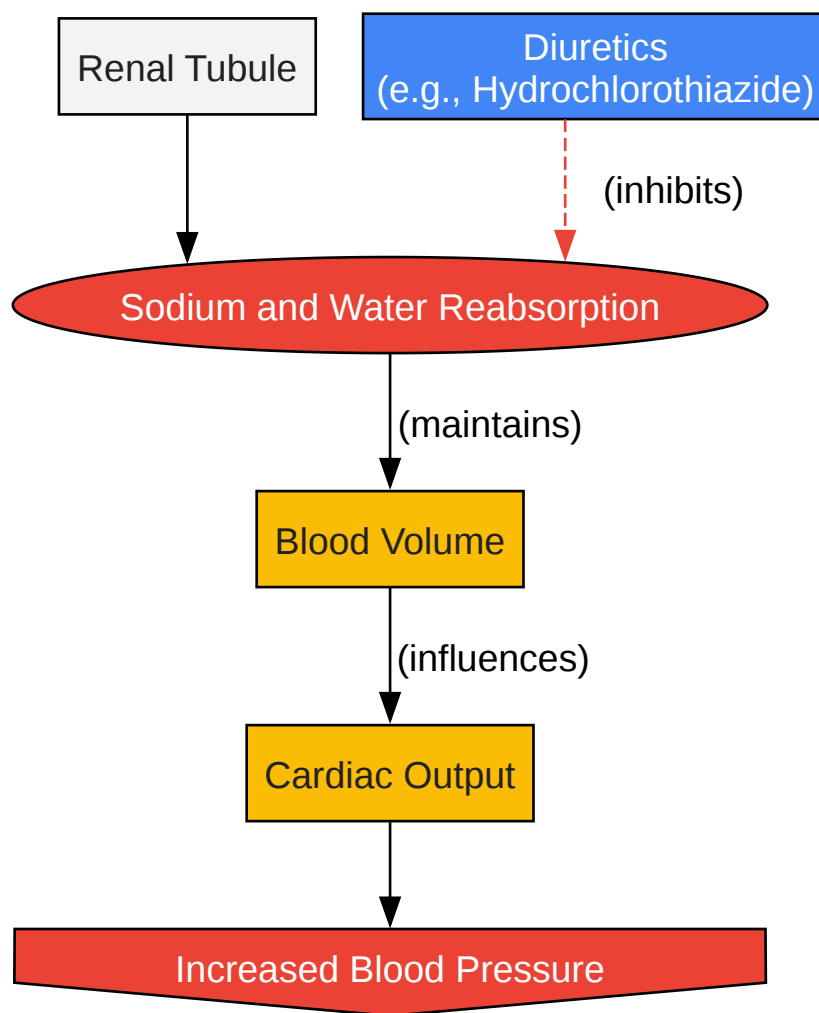 Renal Tubule
Diuretics
(e.g., Hydrochlorothiazide)
(inhibits)
Sodium and Water Reabsorption
(maintains)
Blood Volume
(influences)
Cardiac Output
Increased Blood Pressure